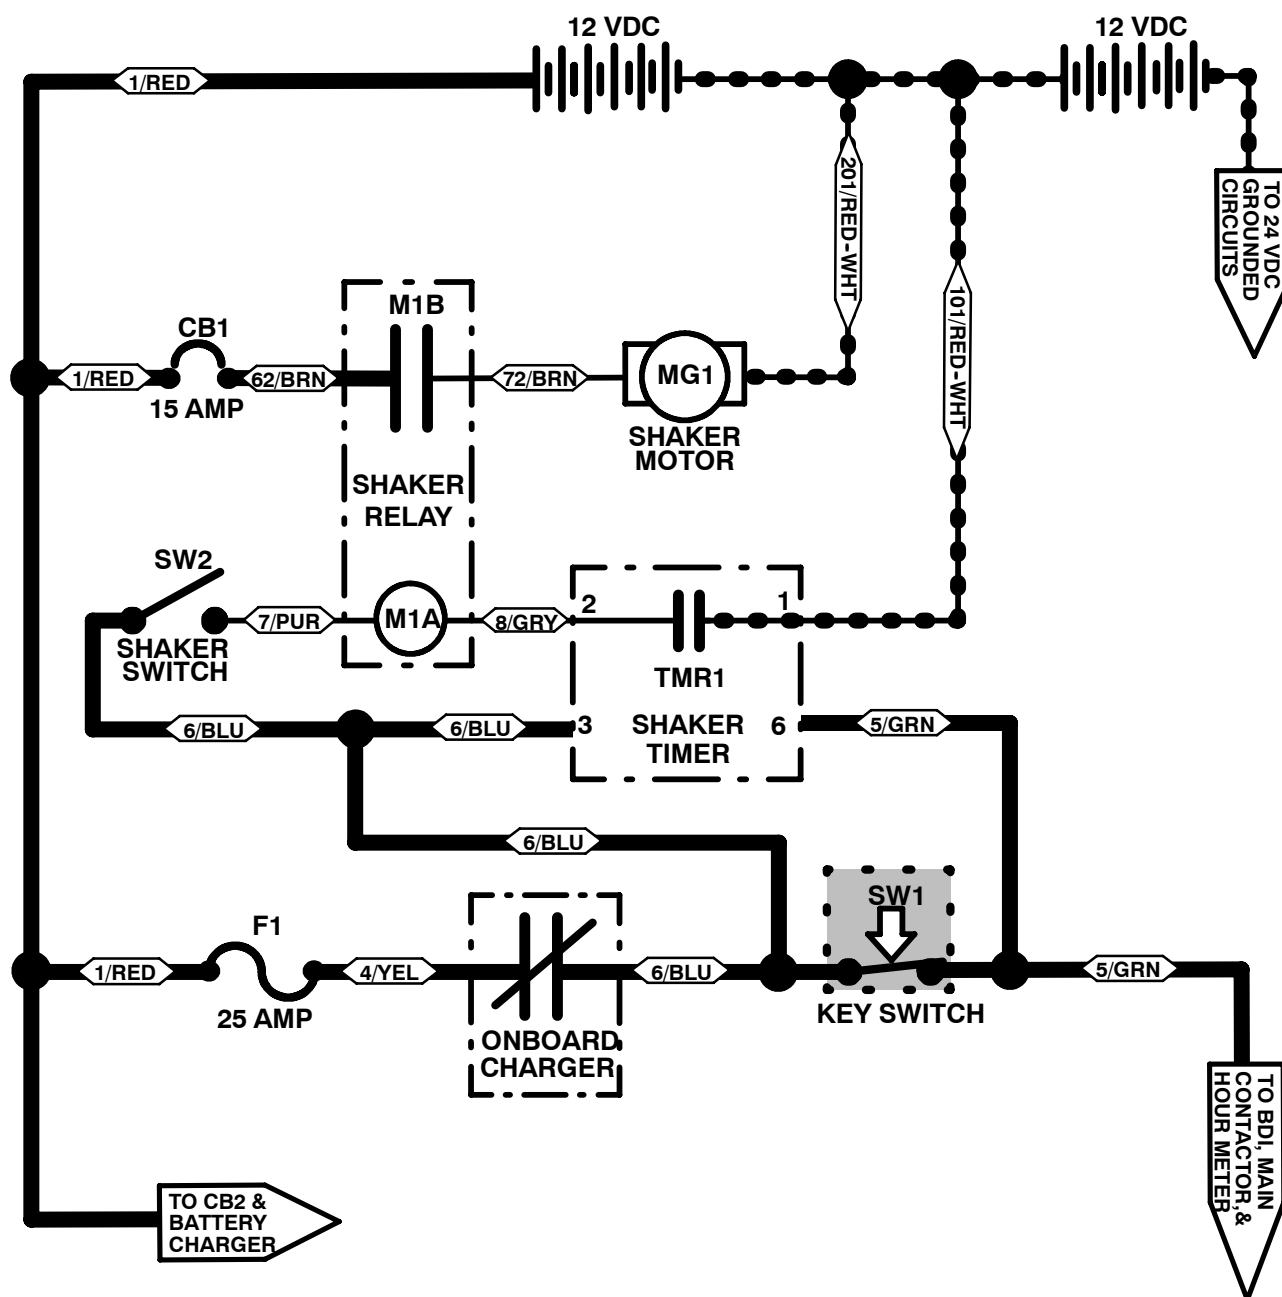 12 VDC
12 VDC
1/RED
201/RED-WHT
101/RED-WHT
TO 24 VDC
GROUNDED
CIRCUITS
M1B
CB1
1/RED
62/BRN
72/BRN
MG1
15 AMP
SHAKER
MOTOR
SHAKER
RELAY
SW2
7/PUR
M1A
8/GRY
2
1
SHAKER
SWITCH
TMR1
6/BLU
6/BLU
3
SHAKER
TIMER
6
5/GRN
6/BLU
SW1
F1
1/RED
4/YEL
6/BLU
5/GRN
25 AMP
KEY SWITCH
ONBOARD
CHARGER
TO BDI, MAIN
CONTACTOR,&
HOUR METER
TO CB2 &
BATTERY
CHARGER